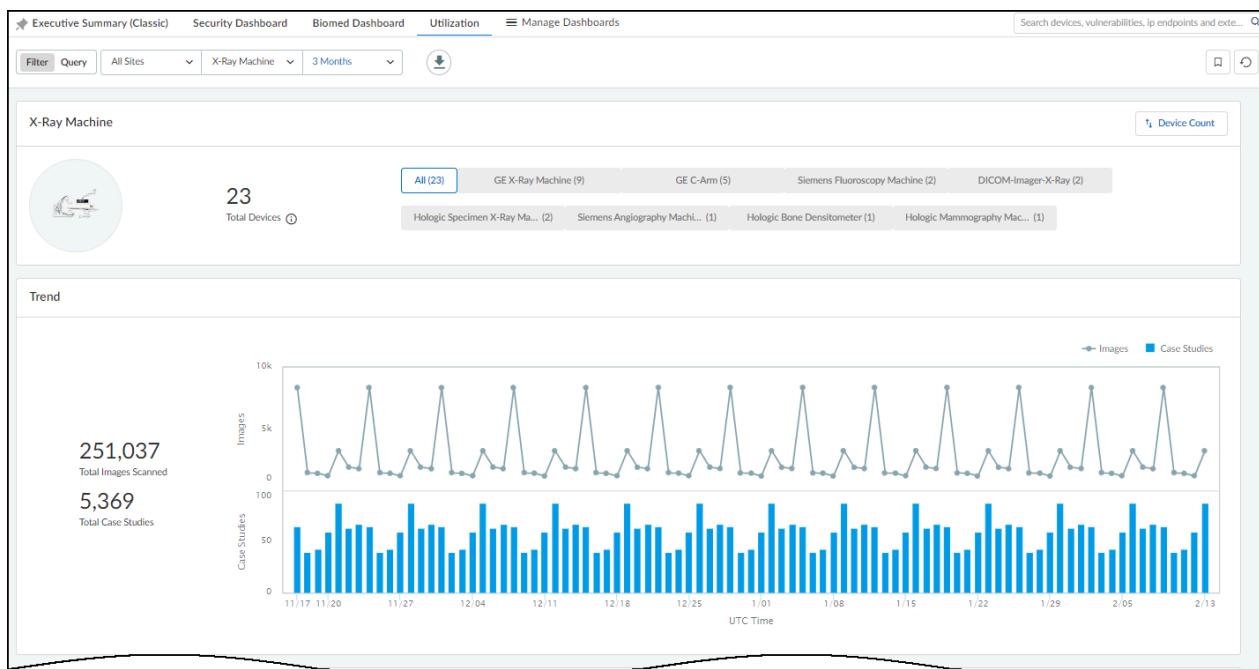 Executive Summary (Classic) Security Dashboard Biomed Dashboard Utilization Manage Dashboards Search devices, vulnerabilities, ip endpoints and exte...
Filter Query All Sites X-Ray Machine 3 Months
X-Ray Machine
Device Count
All (23) GE X-Ray Machine (9) GE C-Arm (5) Siemens Fluoroscopy Machine (2) DICOM-Imager-X-Ray (2)
23
Total Devices
Hologic Specimen X-Ray Ma... (2) Siemens Angiography Machi... (1) Hologic Bone Densitometer (1) Hologic Mammography Mac... (1)
Trend
Images Case Studies
10k
Images
5k
0
251,037
Total Images Scanned
5,369
Total Case Studies
100
Case Studies
50
0
11/17 11/20 11/27 12/04 12/11 12/18 12/25 1/01 1/08 1/15 1/22 1/29 2/05 2/13
UTC Time